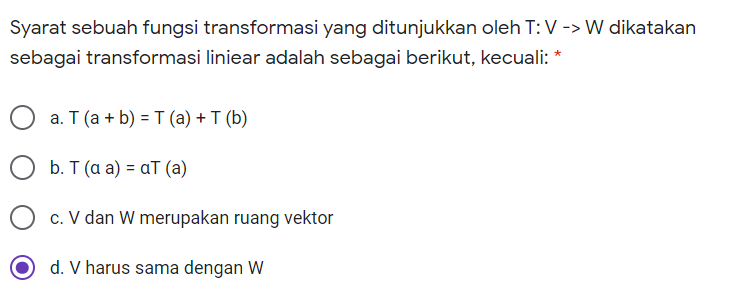 Syarat sebuah fungsi transformasi yang ditunjukkan oleh T: V -> W dikatakan
sebagai transformasi liniear adalah sebagai berikut, kecuali: *
a. T (a + b) = T (a) + T (b)
b. T (α a) = αT (a)
c. V dan W merupakan ruang vektor
d. V harus sama dengan W